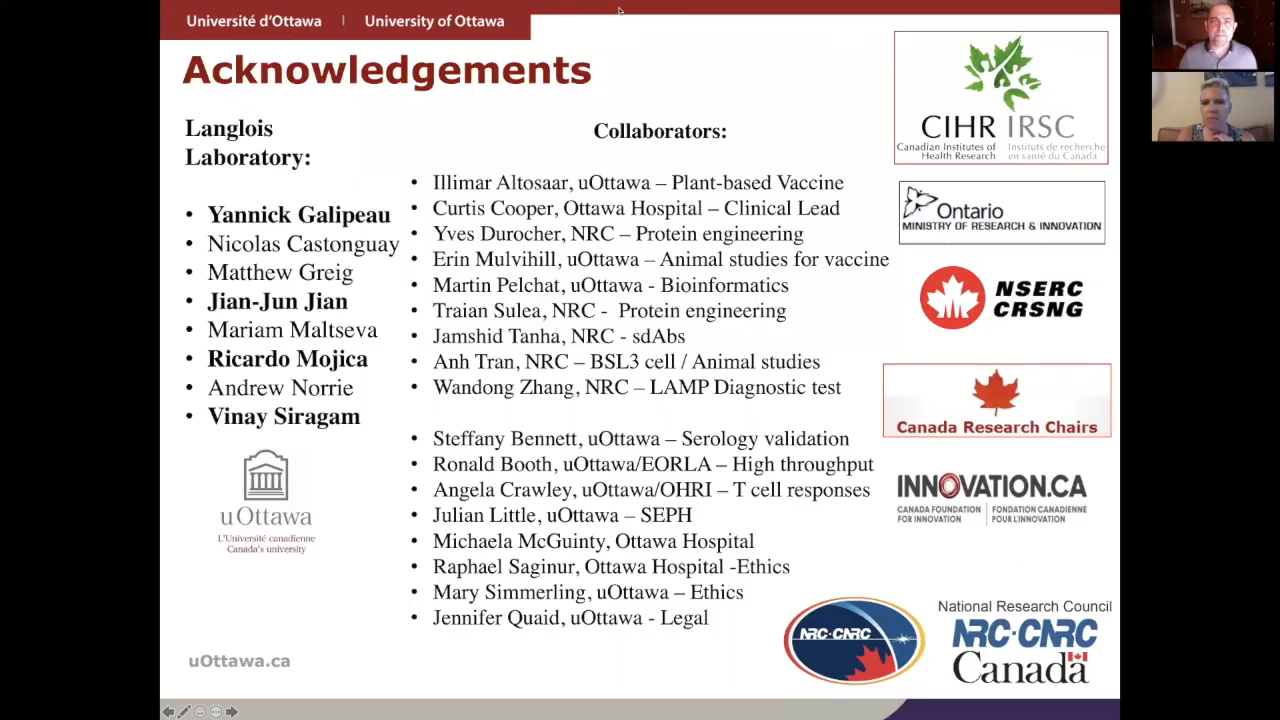 Université d'Ottawa | University of Ottawa
Acknowledgements
Langlois
Laboratory:
• Yannick Galipeau
• Nicolas Castonguay
• Matthew Greig
• Jian-Jun Jian
• Mariam Maltseva
• Ricardo Mojica
• Andrew Norrie
• Vinay Siragam
uOttawa
L'Université canadienne
Canada's university
uOttawa.ca
Collaborators:
• Illimar Altosaar, uOttawa – Plant-based Vaccine
• Curtis Cooper, Ottawa Hospital – Clinical Lead
• Yves Durocher, NRC – Protein engineering
• Erin Mulvihill, uOttawa – Animal studies for vaccine
• Martin Pelchat, uOttawa - Bioinformatics
• Traian Sulea, NRC - Protein engineering
• Jamshid Tanha, NRC - sdAbs
• Anh Tran, NRC – BSL3 cell / Animal studies
• Wandong Zhang, NRC – LAMP Diagnostic test
• Steffany Bennett, uOttawa – Serology validation
• Ronald Booth, uOttawa/EORLA – High throughput
• Angela Crawley, uOttawa/OHRI – T cell responses
• Julian Little, uOttawa – SEPH
• Michaela McGuinty, Ottawa Hospital
• Raphael Saginur, Ottawa Hospital -Ethics
• Mary Simmerling, uOttawa – Ethics
• Jennifer Quaid, uOttawa - Legal
CIHR IRSC
Canadian Institutes of Instituts de recherche
Health Research en santé du Canada
Ontario
MINISTRY OF RESEARCH & INNOVATION
NSERC
CRSNG
Canada Research Chairs
INNOVATION.CA
CANADA FOUNDATION | FONDATION CANADIENNE
FOR INNOVATION | POUR L'INNOVATION
NRC·CNRC
National Research Council
NRC·CNRC
Canada